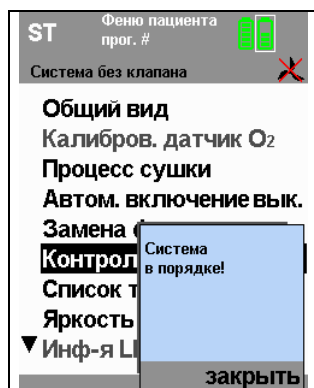 ST
Феню пациента
прог. #
Система без клапана
Общий вид
Калибров. датчик O2
Процесс сушки
Автом. включение вык.
Замена
Контрол
Система
в порядке!
Список т
Яркость
Инф-я LI
закрыть